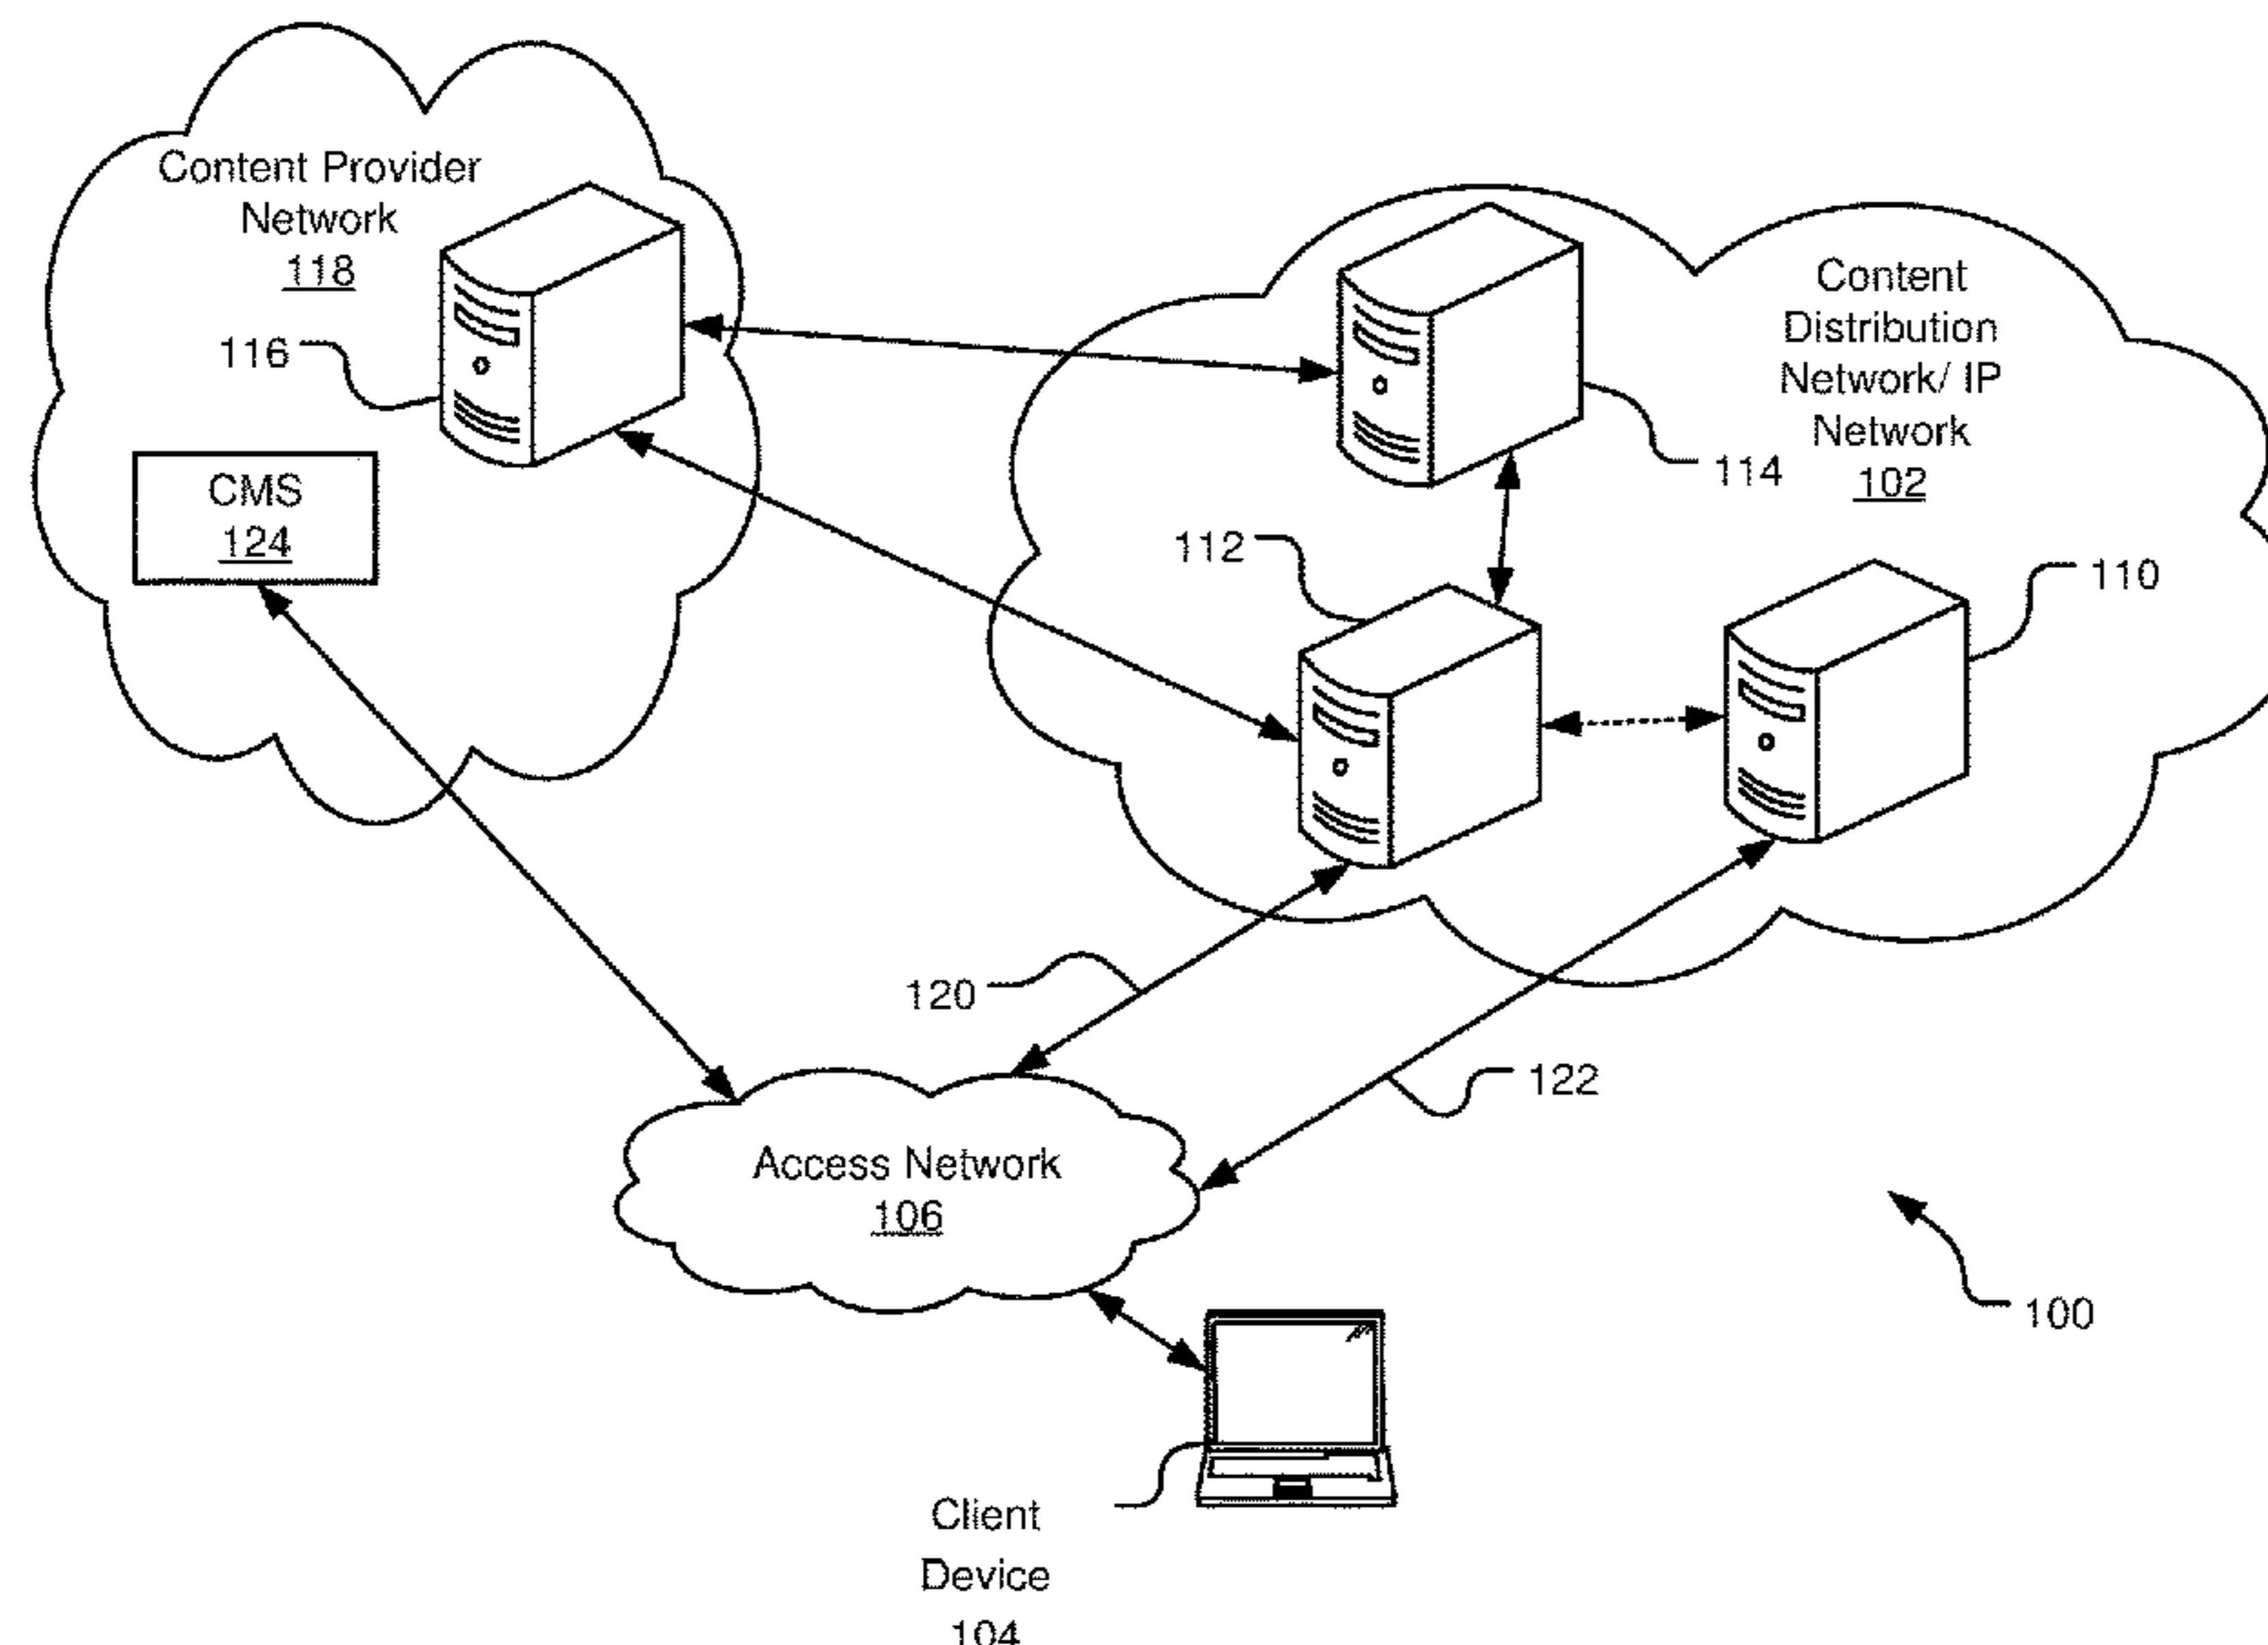 Content Provider
Network
118
116
CMS
124
Content
Distribution
Network/ IP
Network
102
114
112
110
120
122
Access Network
106
100
Client
Device
104